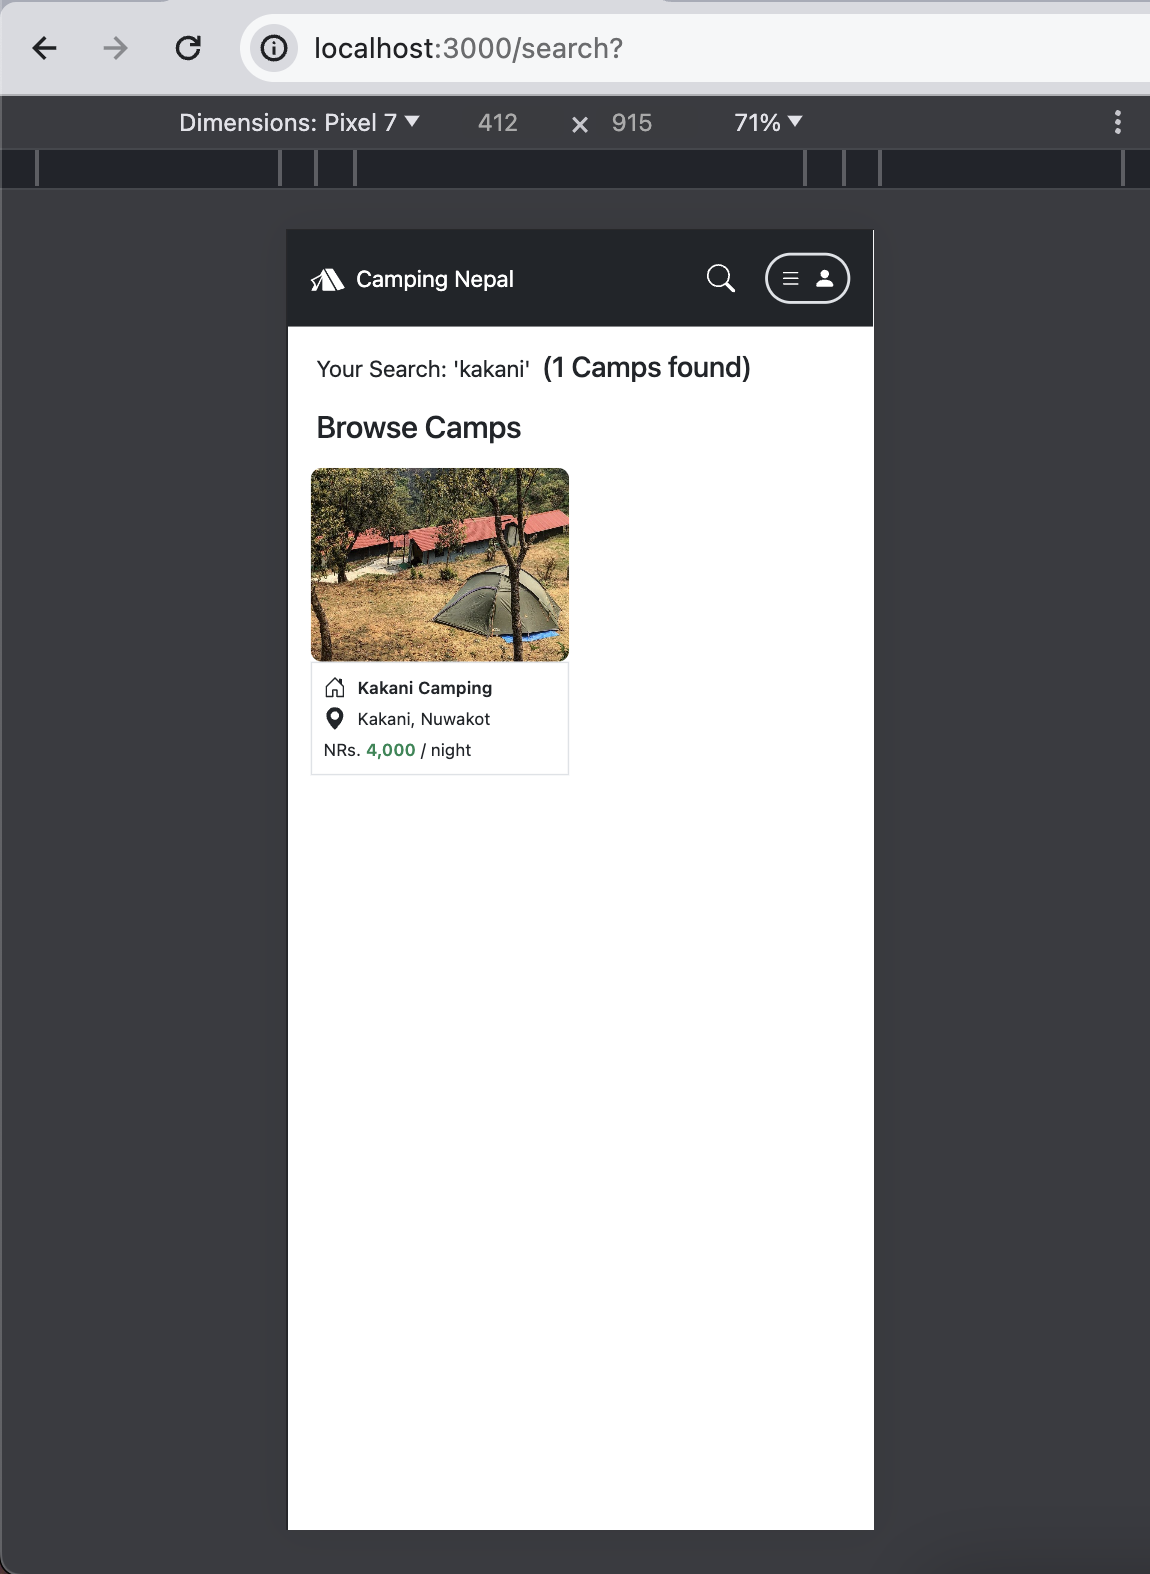 localhost:3000/search?
Dimensions: Pixel 7 412 × 915 71%
Camping Nepal
Your Search: 'kakani' (1 Camps found)
Browse Camps
Kakani Camping
Kakani, Nuwakot
NRs. 4,000 / night